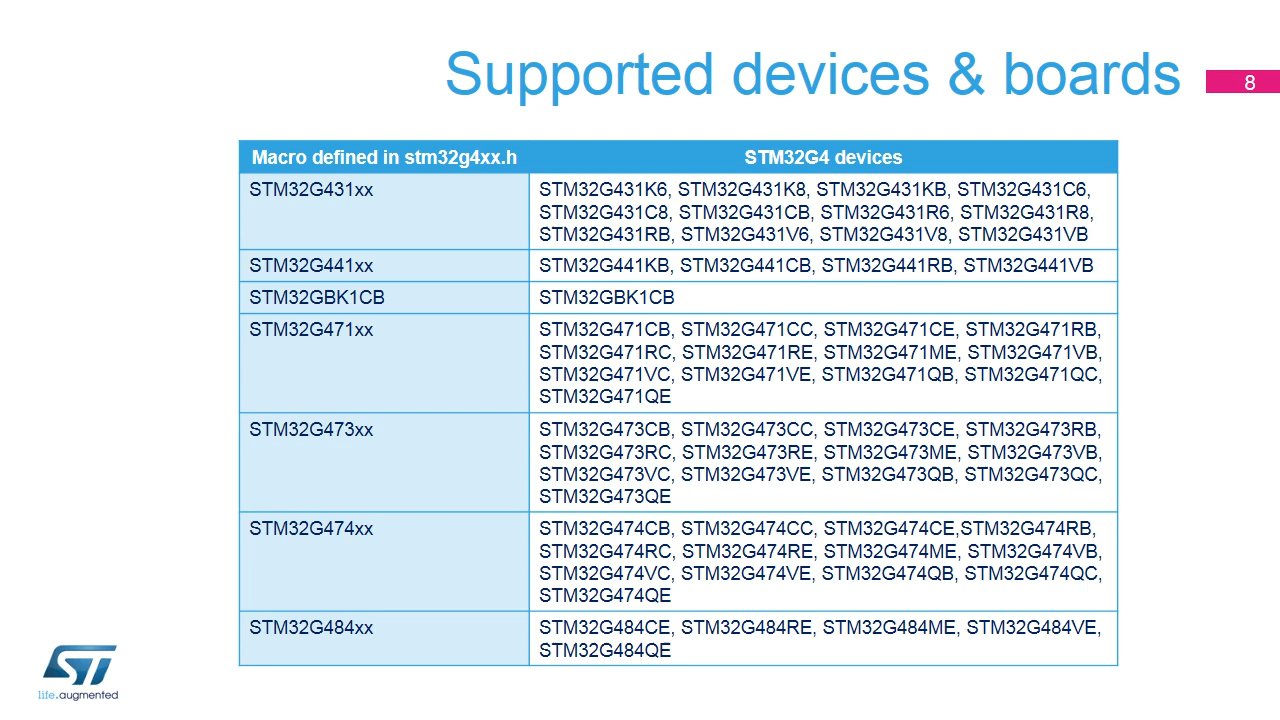 Supported devices & boards
8
Macro defined in stm32g4xx.h STM32G4 devices
STM32G431xx STM32G431K6, STM32G431K8, STM32G431KB, STM32G431C6,
STM32G431C8, STM32G431CB, STM32G431R6, STM32G431R8,
STM32G431RB, STM32G431V6, STM32G431V8, STM32G431VB
STM32G441xx STM32G441KB, STM32G441CB, STM32G441RB, STM32G441VB
STM32GBK1CB STM32GBK1CB
STM32G471xx STM32G471CB, STM32G471CC, STM32G471CE, STM32G471RB,
STM32G471RC, STM32G471RE, STM32G471ME, STM32G471VB,
STM32G471VC, STM32G471VE, STM32G471QB, STM32G471QC,
STM32G471QE
STM32G473xx STM32G473CB, STM32G473CC, STM32G473CE, STM32G473RB,
STM32G473RC, STM32G473RE, STM32G473ME, STM32G473VB,
STM32G473VC, STM32G473VE, STM32G473QB, STM32G473QC,
STM32G473QE
STM32G474xx STM32G474CB, STM32G474CC, STM32G474CE,STM32G474RB,
STM32G474RC, STM32G474RE, STM32G474ME, STM32G474VB,
STM32G474VC, STM32G474VE, STM32G474QB, STM32G474QC,
STM32G474QE
STM32G484xx STM32G484CE, STM32G484RE, STM32G484ME, STM32G484VE,
STM32G484QE
ST
life.augmented